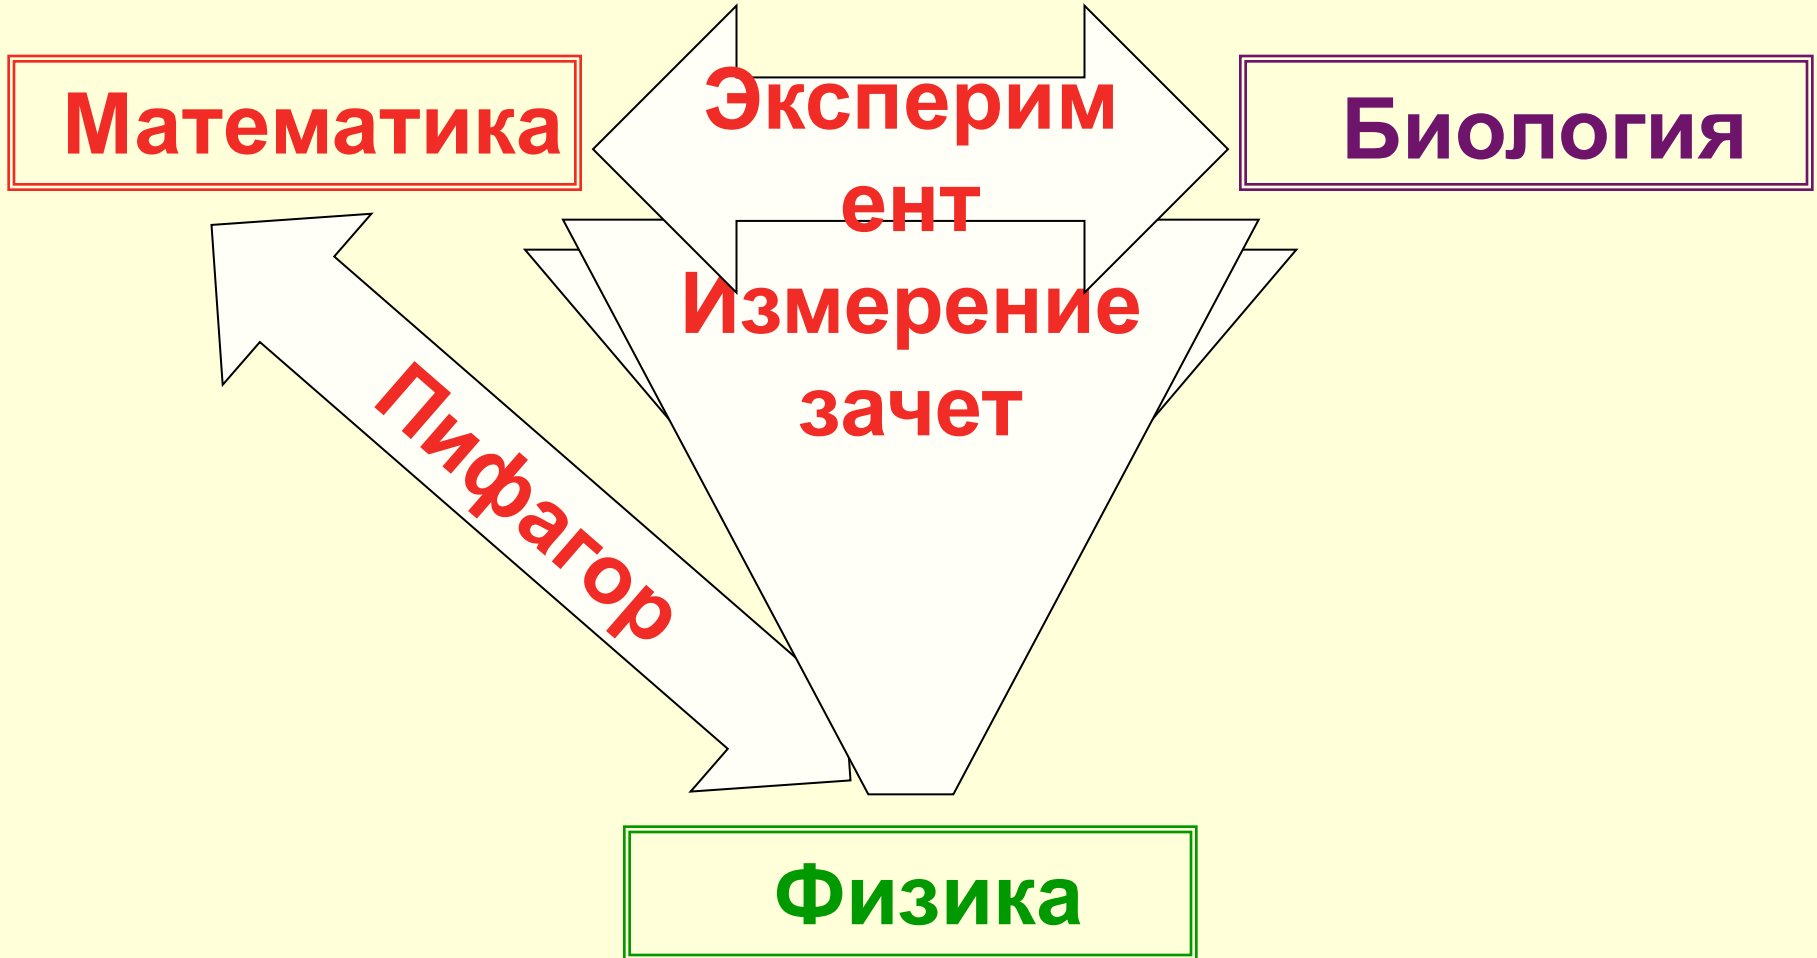 Математика
Эксперим
ент
Биология
Измерение
зачет
Пифагор
Физика